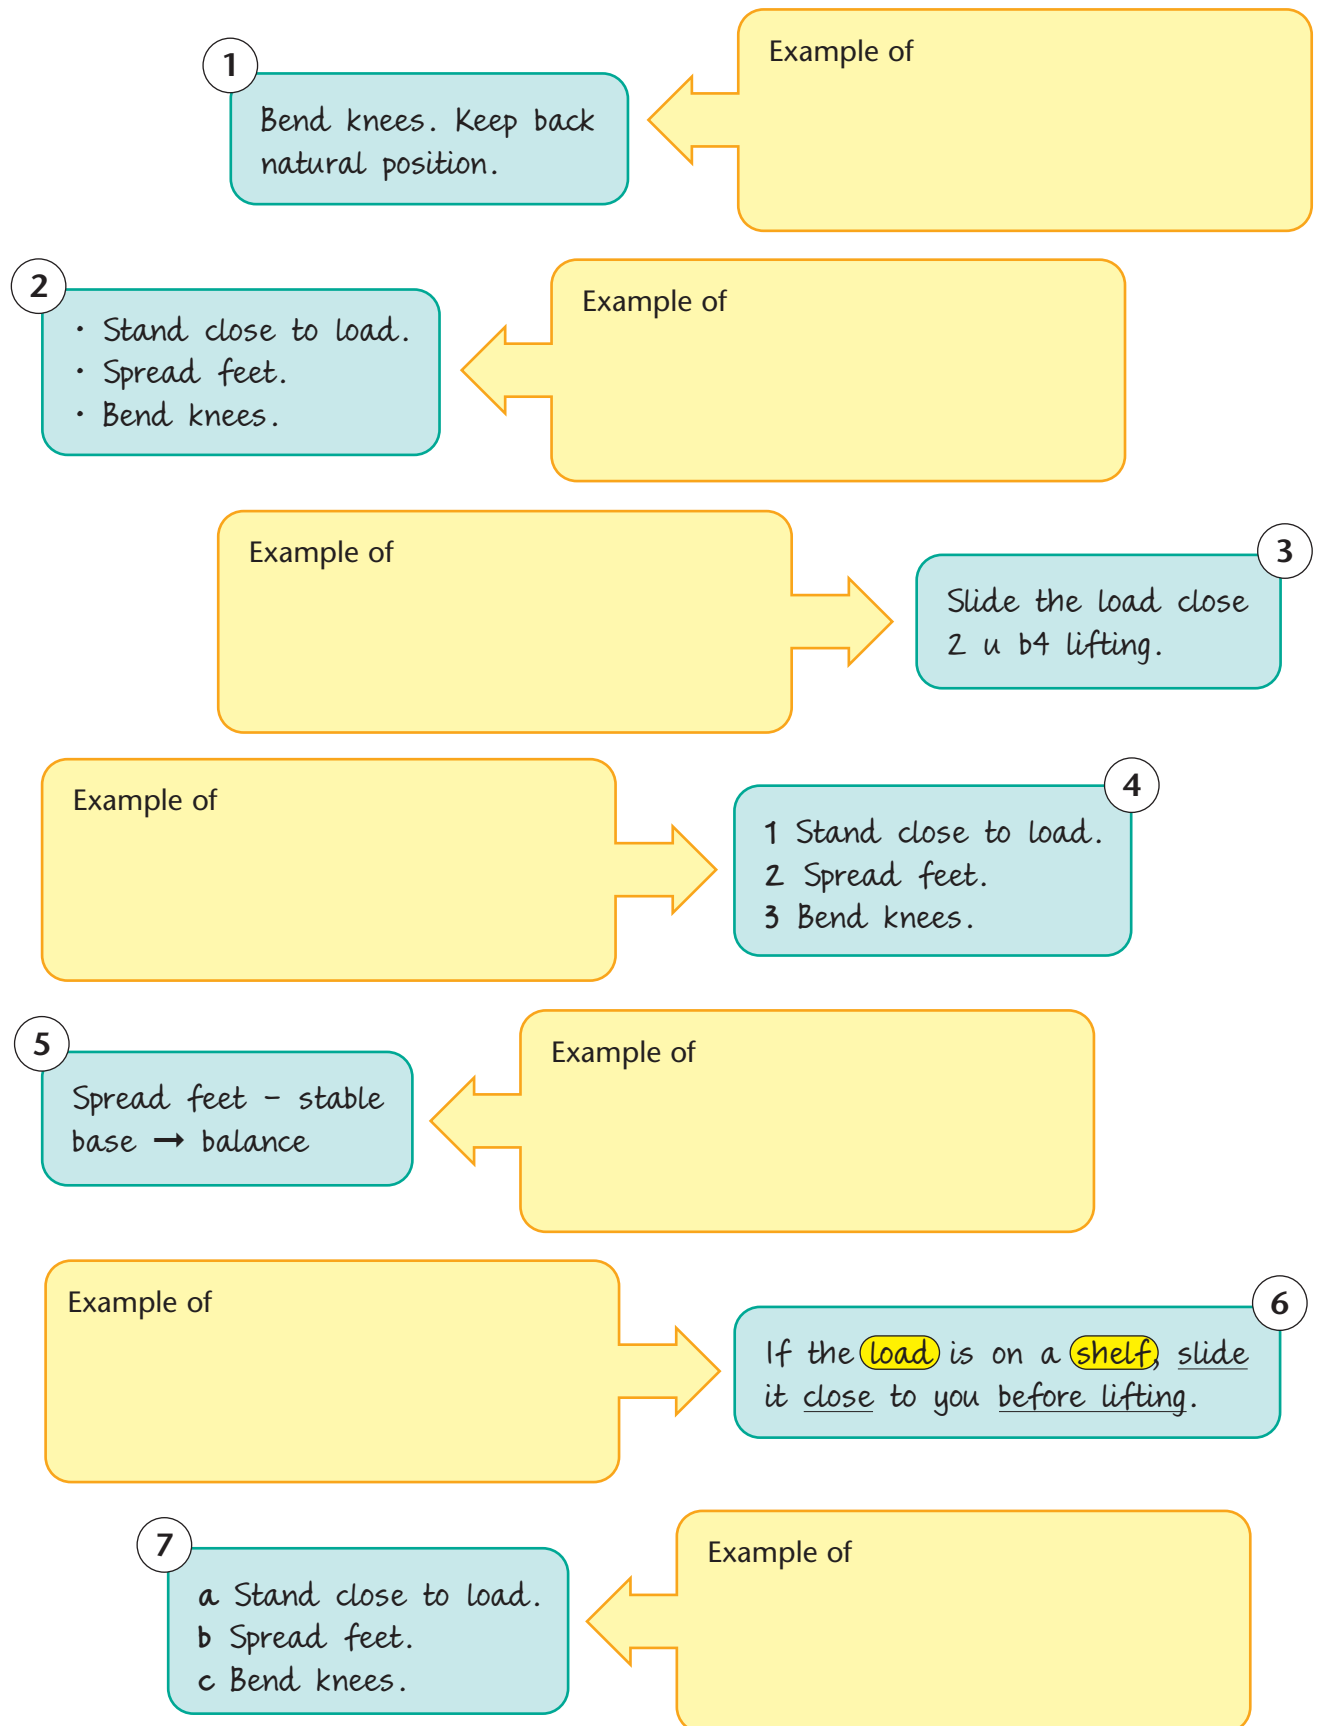 Example of
1
Bend knees. Keep back
natural position.
2
Example of
· Stand close to load.
· Spread feet.
· Bend knees.
Example of
3
Slide the load close
2 u b4 lifting.
Example of
4
1 Stand close to load.
2 Spread feet.
3 Bend knees.
5
Example of
Spread feet – stable
base → balance
Example of
6
If the load is on a shelf, slide
it close to you before lifting.
7
Example of
a Stand close to load.
b Spread feet.
c Bend knees.